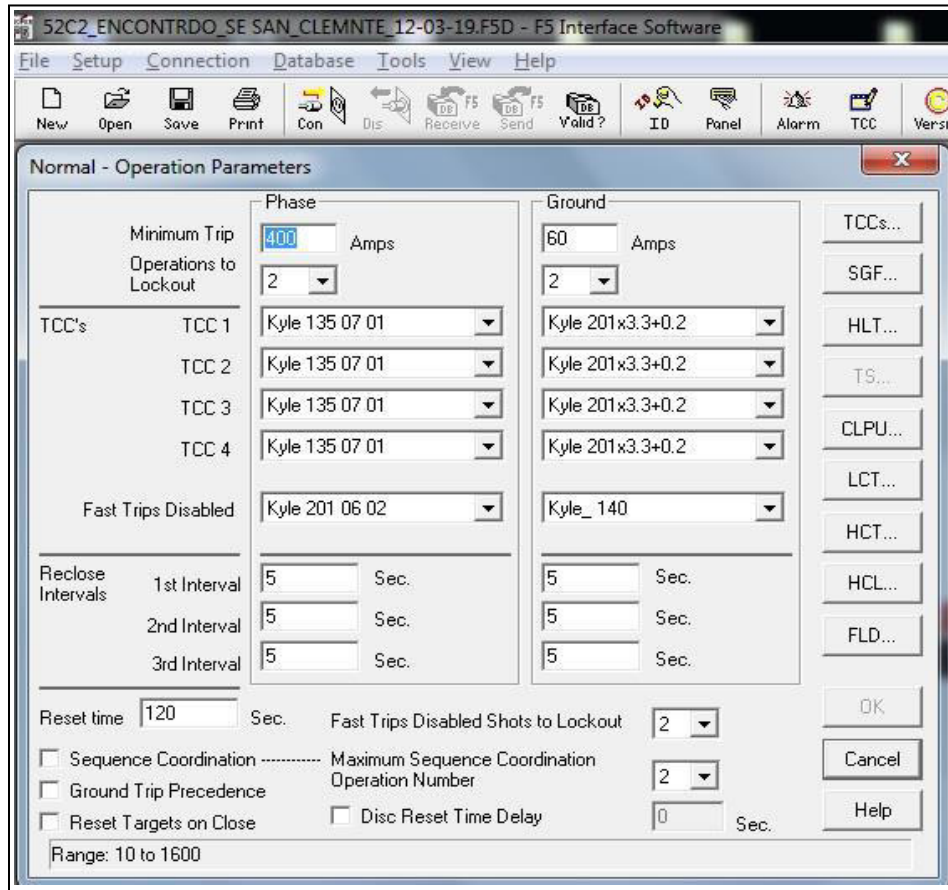 52C2_ENCONTRDO_SE SAN_CLEMNTE_12-03-19.F5D - F5 Interface Software
File Setup Connection Database Tools View Help
New Open Save Print Con Dis Receive Send Valid? ID Panel Alarm TCC
Normal - Operation Parameters
Phase Ground
Minimum Trip 400 Amps 60 Amps TCCs...
Operations to Lockout 2 2 SGF...
TCC's TCC 1 Kyle 135 07 01 Kyle 201x3.3+0.2 HLT...
TCC 2 Kyle 135 07 01 Kyle 201x3.3+0.2 TS...
TCC 3 Kyle 135 07 01 Kyle 201x3.3+0.2 CLPU...
TCC 4 Kyle 135 07 01 Kyle 201x3.3+0.2 LCT...
Fast Trips Disabled Kyle 201 06 02 Kyle_ 140 HCT...
Reclose Intervals 1st Interval 5 Sec. 5 Sec. HCL...
2nd Interval 5 Sec. 5 Sec. FLD...
3rd Interval 5 Sec. 5 Sec.
Reset time 120 Sec. Fast Trips Disabled Shots to Lockout 2 OK
Sequence Coordination ----------- Maximum Sequence Coordination Operation Number 2 Cancel
Ground Trip Precedence
Reset Targets on Close Disc Reset Time Delay 0 Sec. Help
Range: 10 to 1600